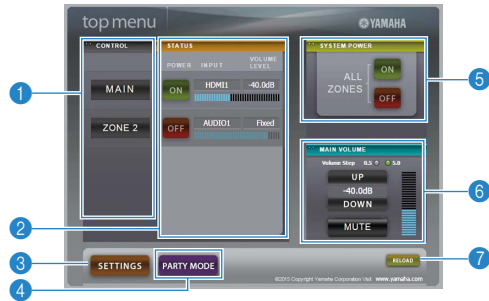 top menu
YAMAHA
CONTROL
MAIN
ZONE 2
STATUS
POWER INPUT VOLUME LEVEL
ON HDMI1 -40.0dB
OFF AUDIO1 Fixed
SYSTEM POWER
ALL ZONES
ON
OFF
MAIN VOLUME
Volume Step 0.5 5.0
UP
-40.0dB
DOWN
MUTE
SETTINGS
PARTY MODE
RELOAD
©2010 Copyright Yamaha Corporation Visit www.yamaha.com
1
2
3
4
5
6
7